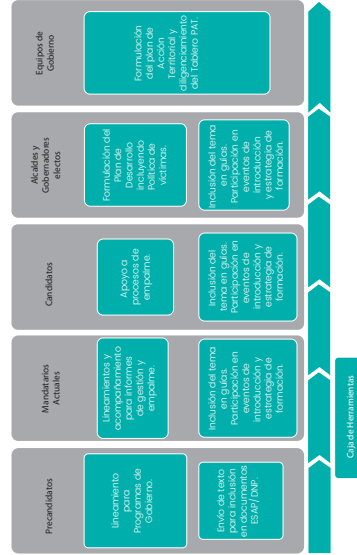 Precandidatos
Lineamiento
para
Programas de
Gobierno.
Envío de texto
para inclusión
en documentos
ESAP/ DNP.
Mandatarios
Actuales
Lineamientos y
acompañamiento
para informes
de gestión y
empalme.
Inclusión del tema
en guías.
Participación en
eventos de
introducción y
estrategia de
formación.
Candidatos
Apoyo a
procesos de
empalme.
Inclusión del
tema en guías.
Participación en
eventos de
introducción y
estrategia de
formación.
Alcaldes y
Gobernadores
electos
Formulación del
Plan de
Desarrollo
incluyendo
Política de
víctimas.
Inclusión del tema
en guías.
Participación en
eventos de
introducción
y estrategia de
formación.
Equipos de
Gobierno
Formulación
del plan de
Acción
Territorial y
diligenciamiento
del Tablero PAT.
Caja de Herramientas